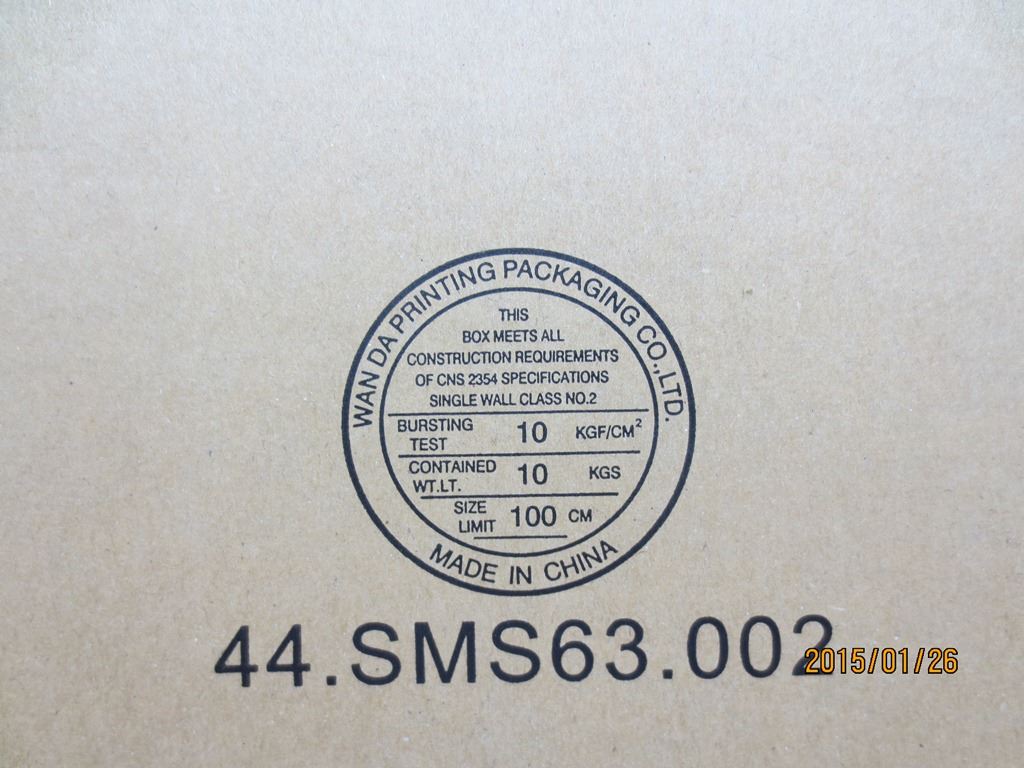 WAN DA PRINTING PACKAGING CO.,LTD.
THIS
BOX MEETS ALL
CONSTRUCTION REQUIREMENTS
OF CNS 2354 SPECIFICATIONS
SINGLE WALL CLASS NO.2
BURSTING TEST 10 KGF/CM²
CONTAINED WT.LT. 10 KGS
SIZE LIMIT 100 CM
MADE IN CHINA
44.SMS63.002
2015/01/26